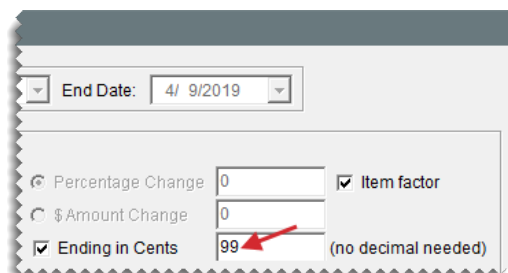 End Date: 4/ 9/2019
Percentage Change 0 Item factor
$ Amount Change 0
Ending in Cents 99 (no decimal needed)